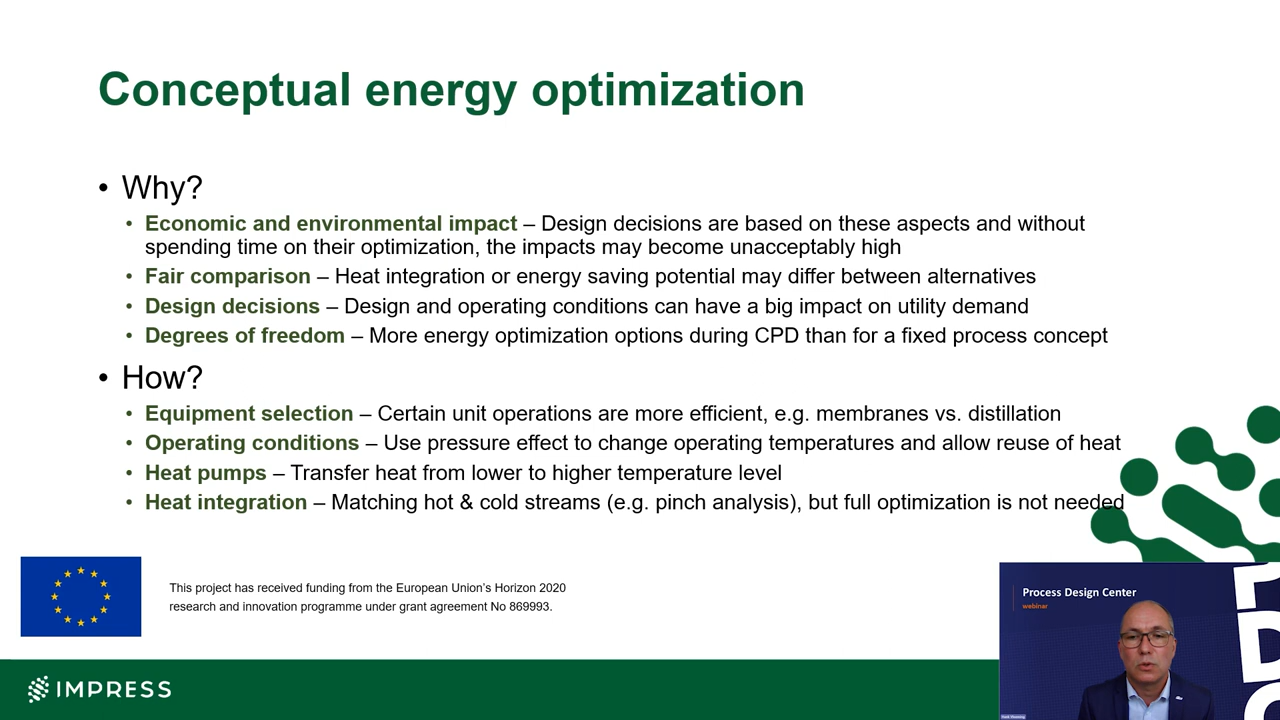 Conceptual energy optimization
• Why?
• Economic and environmental impact – Design decisions are based on these aspects and without
spending time on their optimization, the impacts may become unacceptably high
• Fair comparison – Heat integration or energy saving potential may differ between alternatives
• Design decisions – Design and operating conditions can have a big impact on utility demand
• Degrees of freedom – More energy optimization options during CPD than for a fixed process concept
• How?
• Equipment selection – Certain unit operations are more efficient, e.g. membranes vs. distillation
• Operating conditions – Use pressure effect to change operating temperatures and allow reuse of heat
• Heat pumps – Transfer heat from lower to higher temperature level
• Heat integration – Matching hot & cold streams (e.g. pinch analysis), but full optimization is not needed
This project has received funding from the European Union's Horizon 2020
research and innovation programme under grant agreement No 869993.
Process Design Center
webinar
P
D
C
IMPRESS